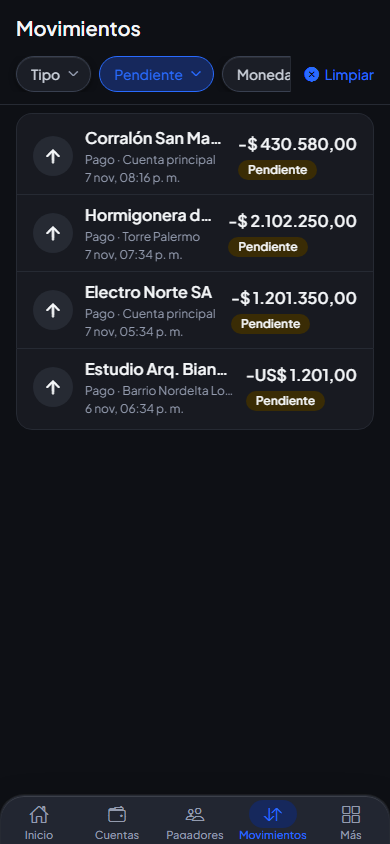 Movimientos
Tipo Pendiente Moneda Limpiar
Corralón San Ma... -$ 430.580,00
Pago · Cuenta principal
7 nov, 08:16 p. m. Pendiente
Hormigonera d... -$ 2.102.250,00
Pago · Torre Palermo
7 nov, 07:34 p. m. Pendiente
Electro Norte SA -$ 1.201.350,00
Pago · Cuenta principal
7 nov, 05:34 p. m. Pendiente
Estudio Arq. Bian... -US$ 1.201,00
Pago · Barrio Nordelta Lo...
6 nov, 06:34 p. m. Pendiente
Inicio Cuentas Pagadores Movimientos Más